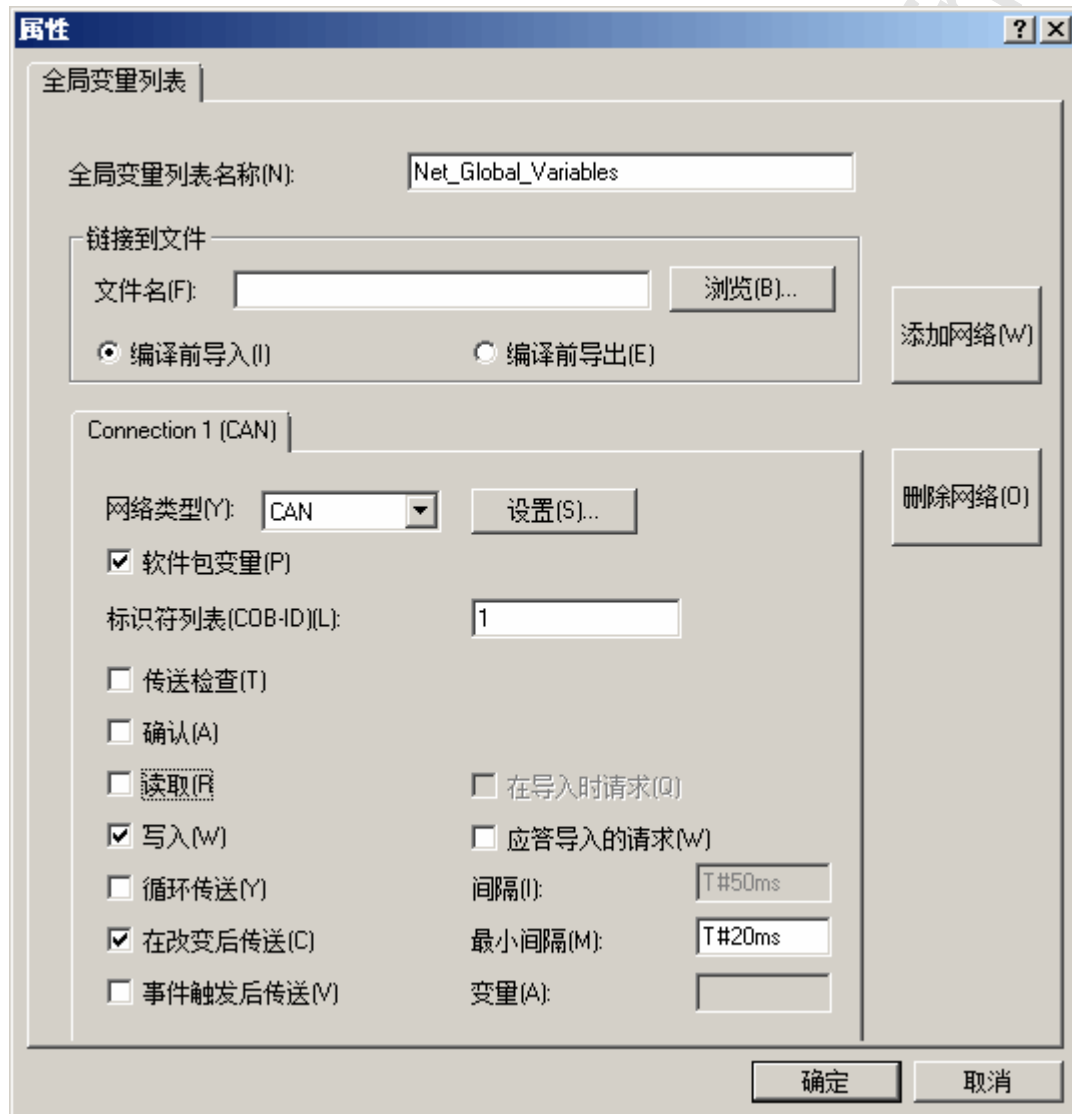 属性
全局变量列表
全局变量列表名称(N): Net_Global_Variables
链接到文件
文件名(F): 浏览(B)...
编译前导入(I) 编译前导出(E)
添加网络(W)
Connection 1 (CAN)
删除网络(O)
网络类型(Y): CAN 设置(S)...
软件包变量(P)
标识符列表(COB-ID)(L): 1
传送检查(T)
确认(A)
读取(R 在导入时请求(Q)
写入(W) 应答导入的请求(W)
循环传送(Y) 间隔(I): T#50ms
在改变后传送(C) 最小间隔(M): T#20ms
事件触发后传送(V) 变量(A):
确定 取消